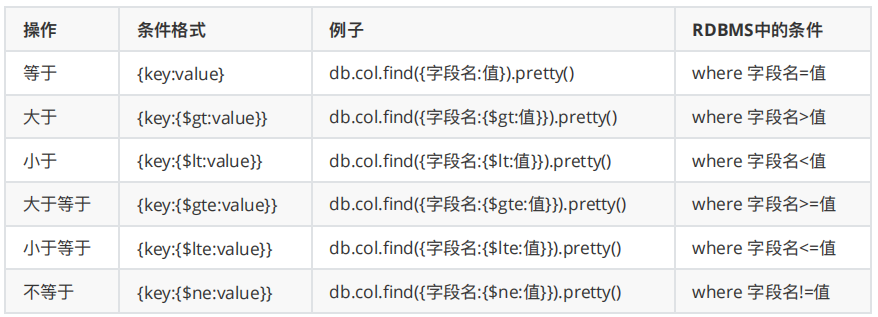 操作 条件格式 例子 RDBMS中的条件
等于 {key:value} db.col.find({字段名:值}).pretty() where 字段名=值
大于 {key:{$gt:value}} db.col.find({字段名:{$gt:值}}).pretty() where 字段名>值
小于 {key:{$lt:value}} db.col.find({字段名:{$lt:值}}).pretty() where 字段名<值
大于等于 {key:{$gte:value}} db.col.find({字段名:{$gte:值}}).pretty() where 字段名>=值
小于等于 {key:{$lte:value}} db.col.find({字段名:{$lte:值}}).pretty() where 字段名<=值
不等于 {key:{$ne:value}} db.col.find({字段名:{$ne:值}}).pretty() where 字段名!=值